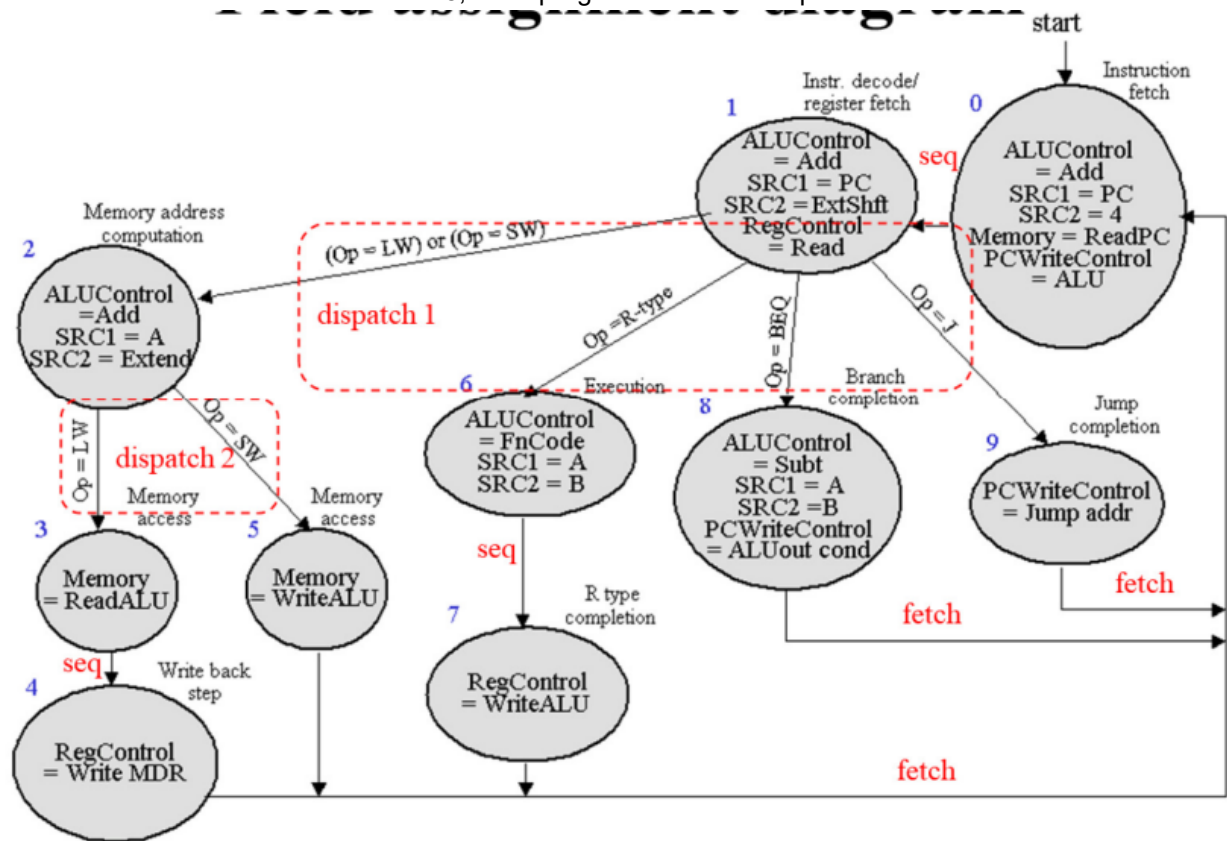 Field assignment diagram
start
Instruction
fetch
0
ALUControl
= Add
SRC1 = PC
SRC2 = 4
Memory = ReadPC
PCWriteControl
= ALU
seq
Instr. decode/
register fetch
1
ALUControl
= Add
SRC1 = PC
SRC2 = ExtShft
RegControl
= Read
(Op = LW) or (Op = SW)
dispatch 1
Op =R-type
Op = BEQ
Op = J
Memory address
computation
2
ALUControl
=Add
SRC1 = A
SRC2 = Extend
Op = LW
dispatch 2
Op = SW
Memory
access
3
Memory
= ReadALU
seq
Write back
step
4
RegControl
= Write MDR
Memory
access
5
Memory
= WriteALU
6
Execution
ALUControl
= FnCode
SRC1 = A
SRC2 = B
seq
R type
completion
7
RegControl
= WriteALU
Branch
completion
8
ALUControl
= Subt
SRC1 = A
SRC2 =B
PCWriteControl
= ALUout cond
fetch
Jump
completion
9
PCWriteControl
= Jump addr
fetch
fetch